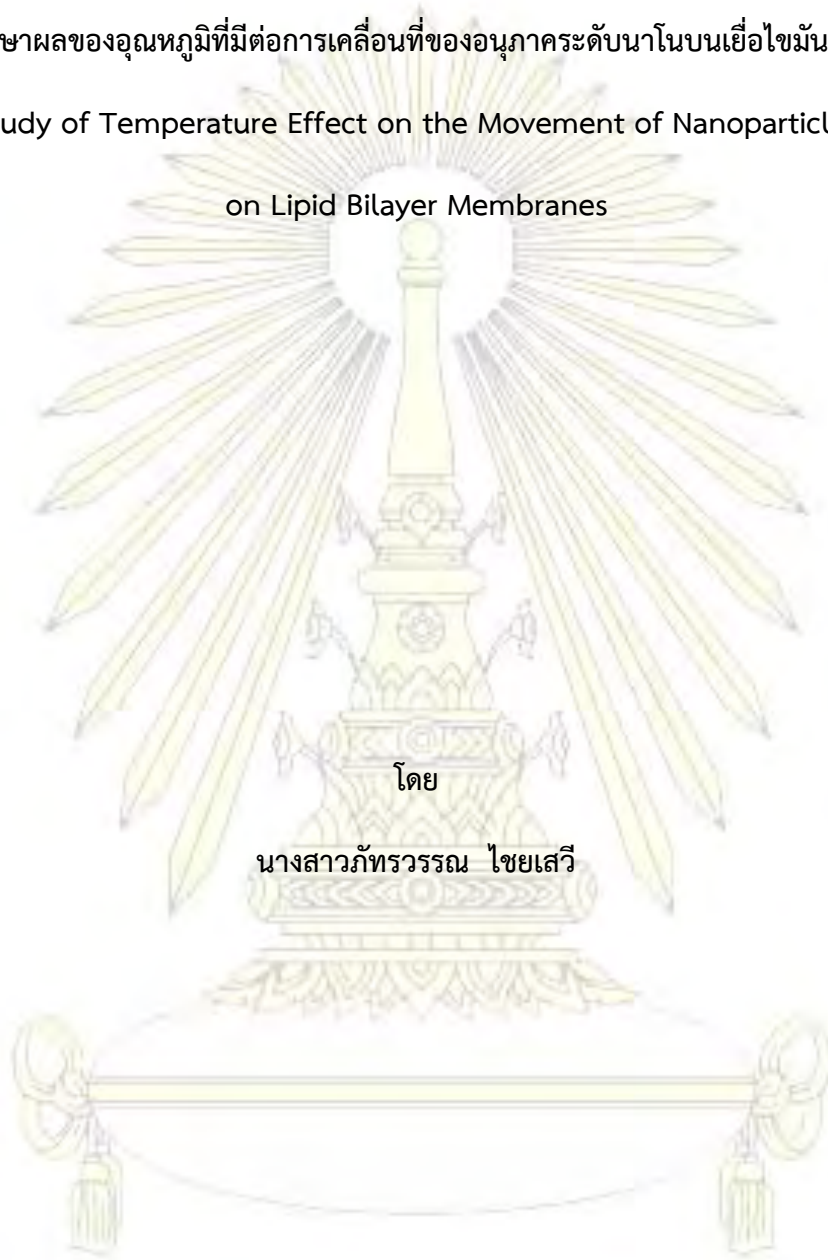 ษาผลของอุณหภูมิที่มีต่อการเคลื่อนที่ของอนุภาคระดับนาโนบนเยื่อไขมัน
udy of Temperature Effect on the Movement of Nanoparticl
on Lipid Bilayer Membranes
โดย
นางสาวภัทรวรรณ ไชยเสวี